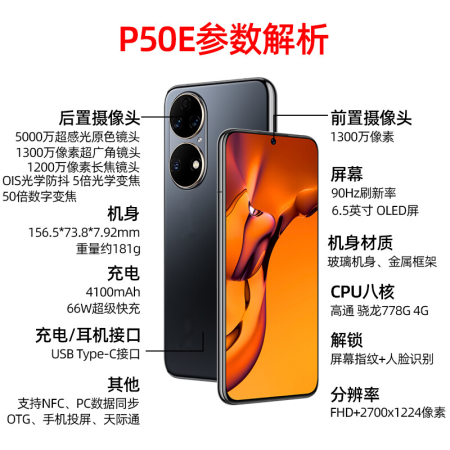 P50E参数解析
后置摄像头
5000万超感光原色镜头
1300万像素超广角镜头
1200万像素长焦镜头
OIS光学防抖 5倍光学变焦
50倍数字变焦
机身
156.5*73.8*7.92mm
重量约181g
充电
4100mAh
66W超级快充
充电/耳机接口
USB Type-C接口
其他
支持NFC、PC数据同步
OTG、手机投屏、天际通
前置摄像头
1300万像素
屏幕
90Hz刷新率
6.5英寸 OLED屏
机身材质
玻璃机身、金属框架
CPU八核
高通 骁龙778G 4G
解锁
屏幕指纹+人脸识别
分辨率
FHD+2700x1224像素